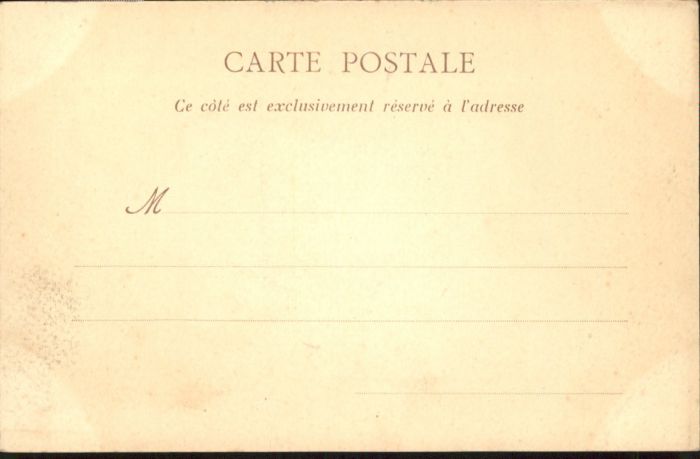 CARTE POSTALE
Ce côté est exclusivement réservé à l'adresse
M